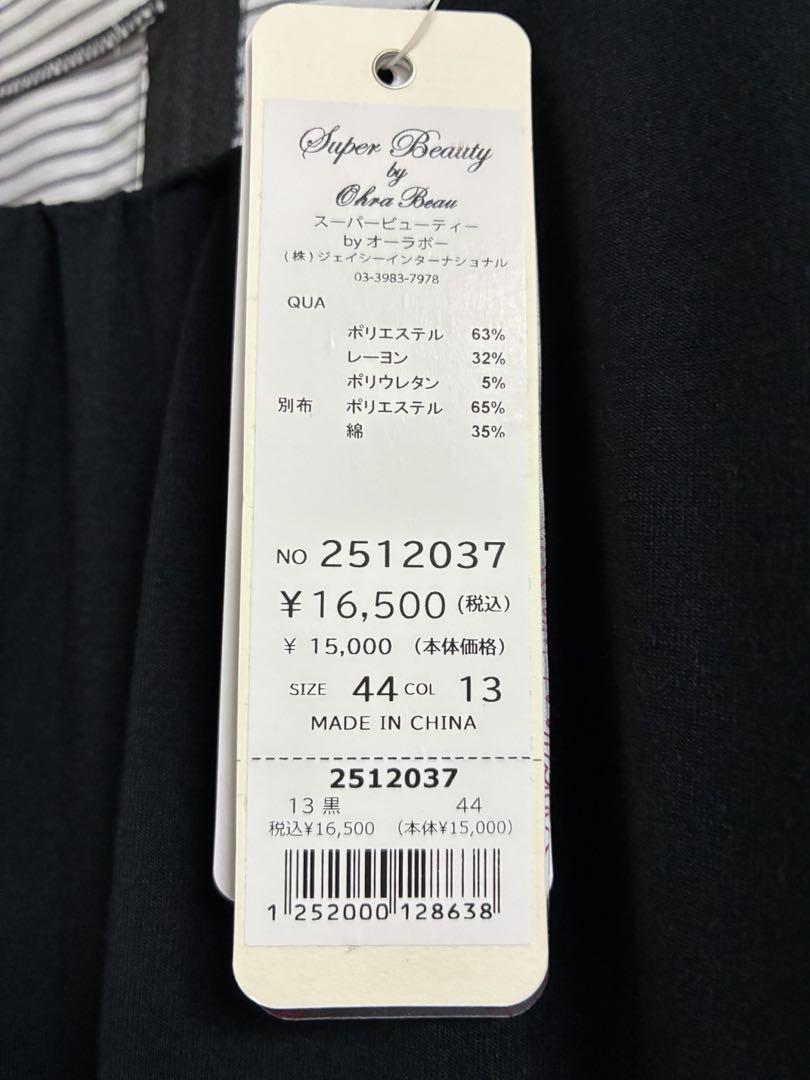 Super Beauty
by
Ohra Beau
スーパービューティー
by オーラボー
(株)ジェイシーインターナショナル
03-3983-7978
QUA
ポリエステル 63%
レーヨン 32%
ポリウレタン 5%
別布 ポリエステル 65%
綿 35%
NO 2512037
¥16,500 (税込)
¥ 15,000 (本体価格)
SIZE 44 COL 13
MADE IN CHINA
2512037
13 黒 44
税込¥16,500 (本体¥15,000)
1 252000 128638